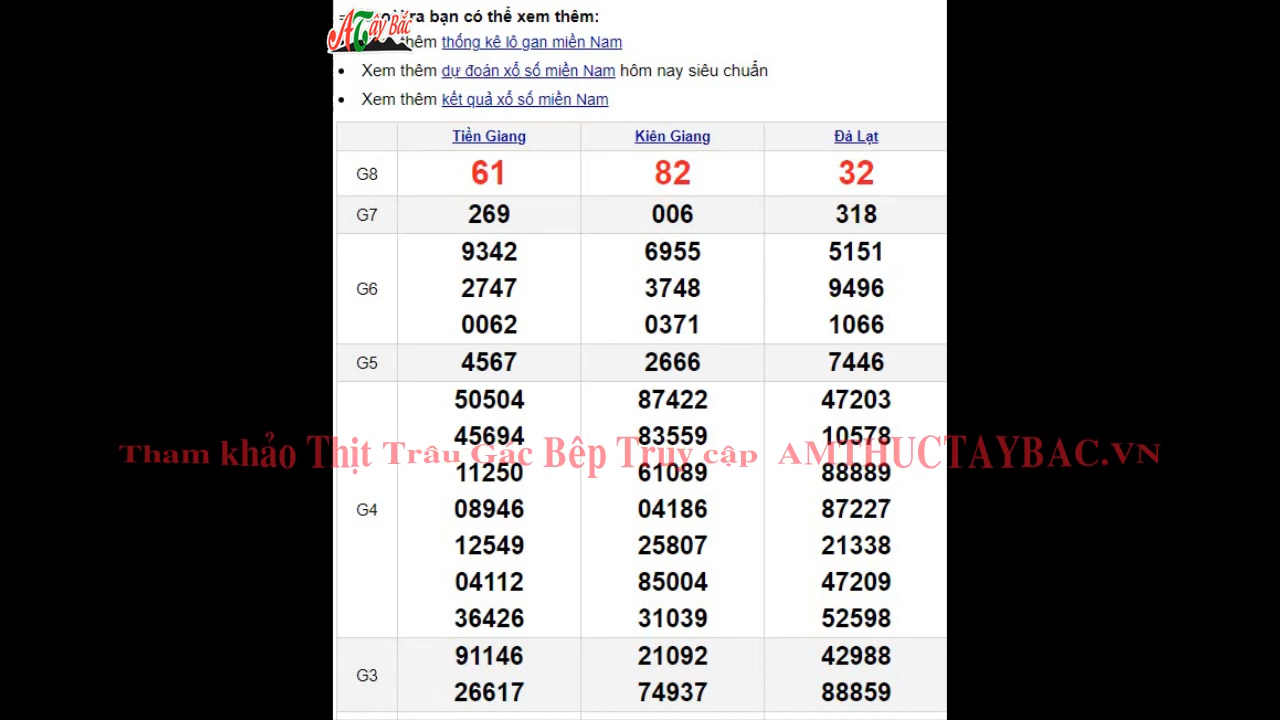 ra bạn có thể xem thêm:
ATây Bắc
thêm thống kê lô gan miền Nam
• Xem thêm dự đoán xổ số miền Nam hôm nay siêu chuẩn
• Xem thêm kết quả xổ số miền Nam
Tiền Giang Kiên Giang Đà Lạt
G8 61 82 32
G7 269 006 318
9342 6955 5151
G6 2747 3748 9496
0062 0371 1066
G5 4567 2666 7446
50504 87422 47203
45694 83559 10578
Tham khảo Thịt Trâu Gác Bêp Truy cập AMTHUCTAYBAC.VN
11250 61089 88889
G4 08946 04186 87227
12549 25807 21338
04112 85004 47209
36426 31039 52598
G3 91146 21092 42988
26617 74937 88859